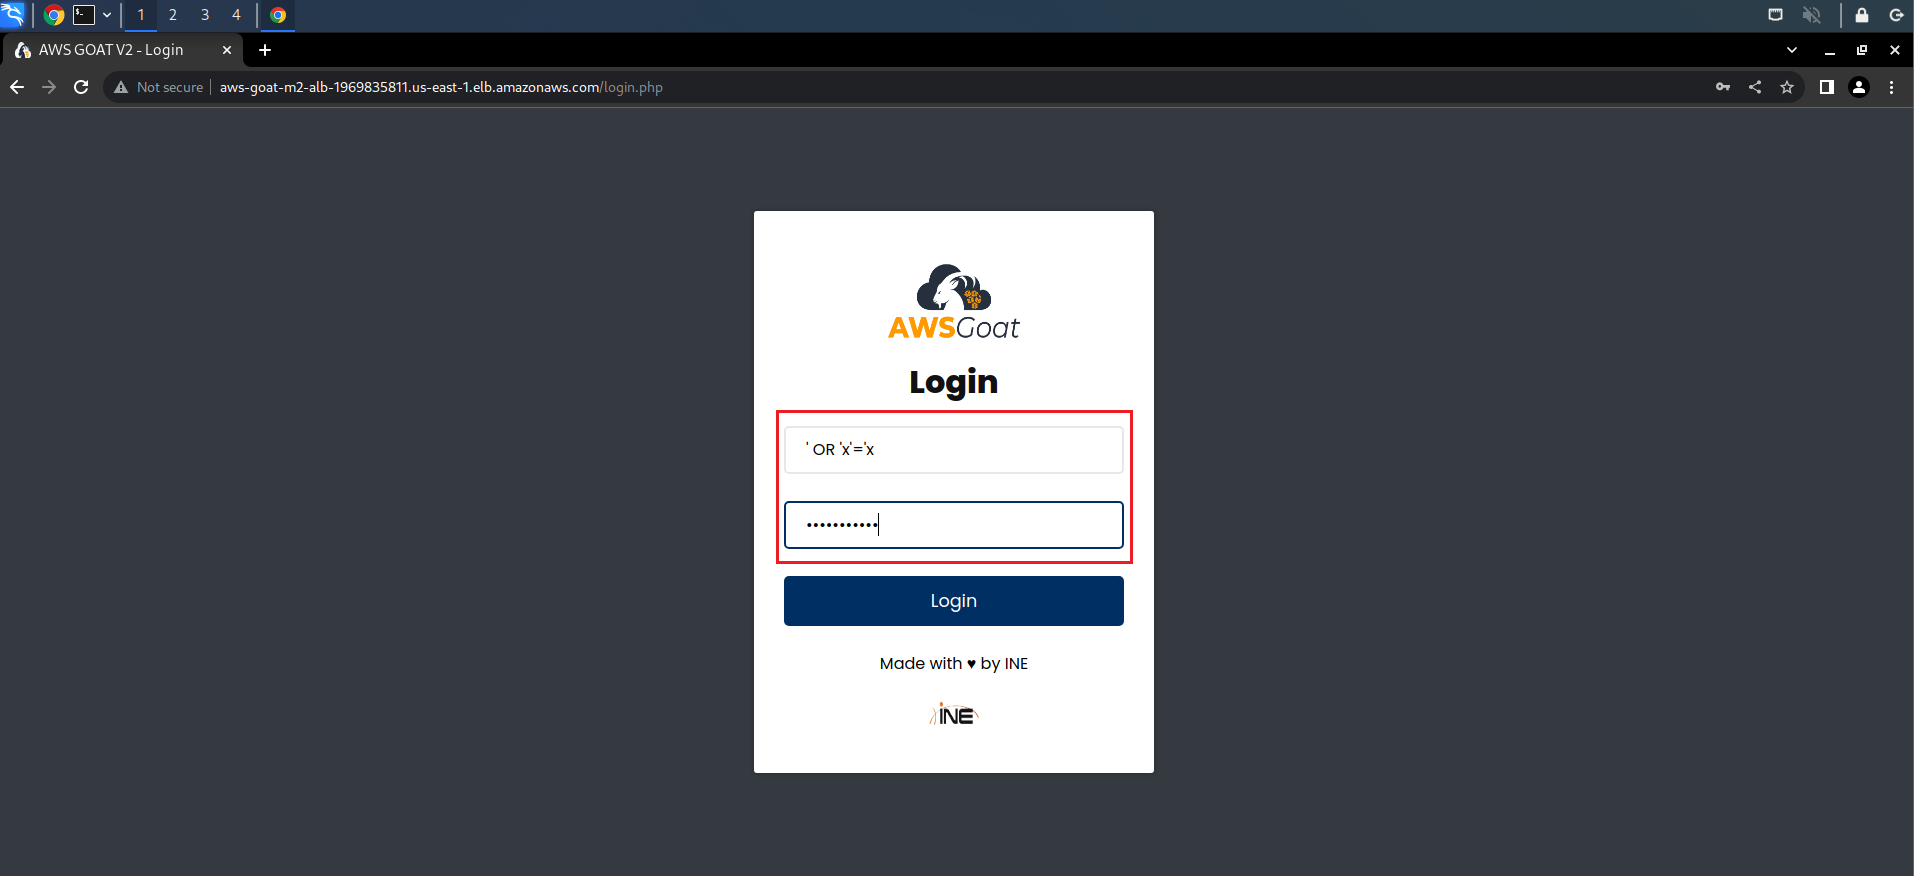 1 2 3 4
AWS GOAT V2 - Login
Not secure | aws-goat-m2-alb-1969835811.us-east-1.elb.amazonaws.com/login.php
AWSGoat
Login
' OR 'x'='x
•••••••••••
Login
Made with ♥ by INE
INE